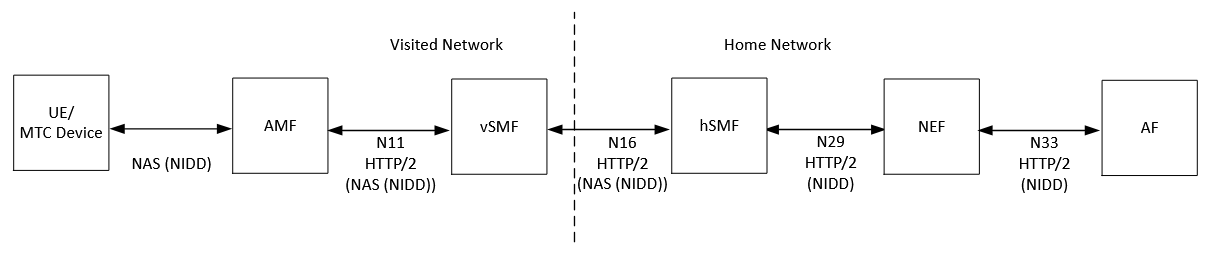 Visited Network
Home Network
UE/
MTC Device
AMF
vSMF
hSMF
NEF
AF
NAS (NIDD)
N11
HTTP/2
(NAS (NIDD))
N16
HTTP/2
(NAS (NIDD))
N29
HTTP/2
(NIDD)
N33
HTTP/2
(NIDD)